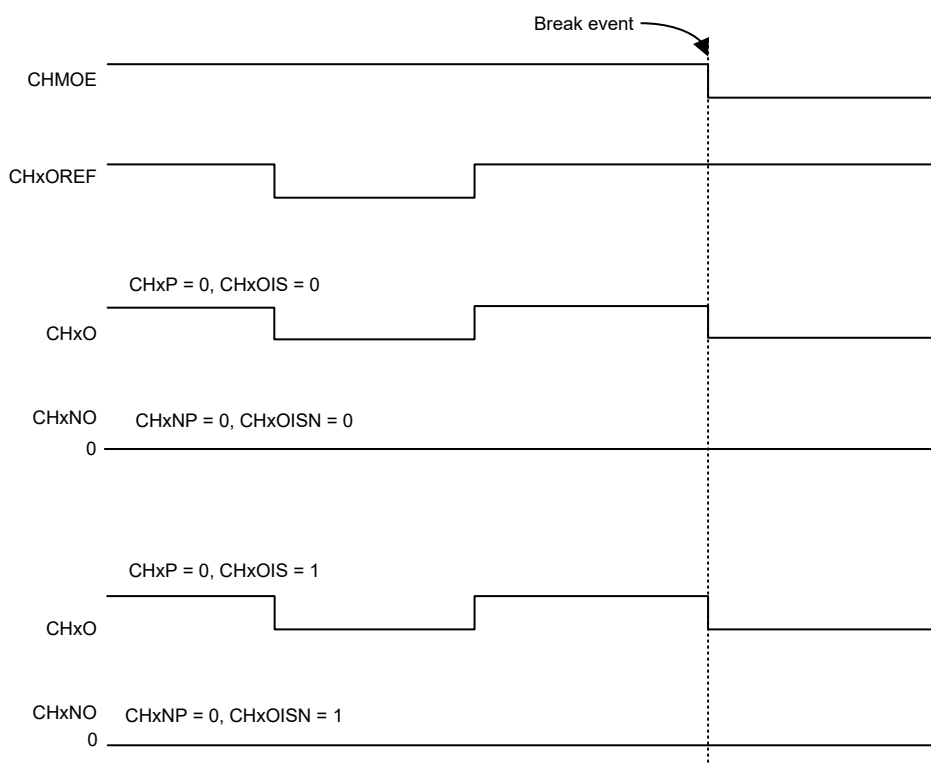 Break event
CHMOE
CHxOREF
CHxP = 0, CHxOIS = 0
CHxO
CHxNO
CHxNP = 0, CHxOISN = 0
0
CHxP = 0, CHxOIS = 1
CHxO
CHxNO
CHxNP = 0, CHxOISN = 1
0